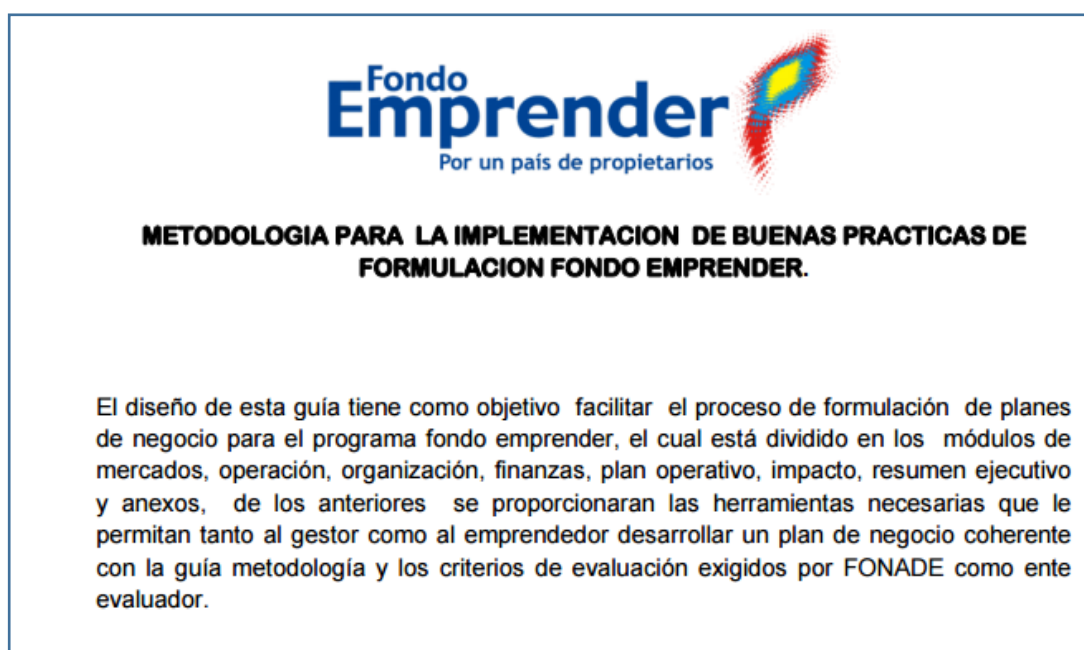 Fondo
Emprender
Por un país de propietarios
METODOLOGIA PARA LA IMPLEMENTACION DE BUENAS PRACTICAS DE
FORMULACION FONDO EMPRENDER.
El diseño de esta guía tiene como objetivo facilitar el proceso de formulación de planes
de negocio para el programa fondo emprender, el cual está dividido en los módulos de
mercados, operación, organización, finanzas, plan operativo, impacto, resumen ejecutivo
y anexos, de los anteriores se proporcionaran las herramientas necesarias que le
permitan tanto al gestor como al emprendedor desarrollar un plan de negocio coherente
con la guía metodología y los criterios de evaluación exigidos por FONADE como ente
evaluador.